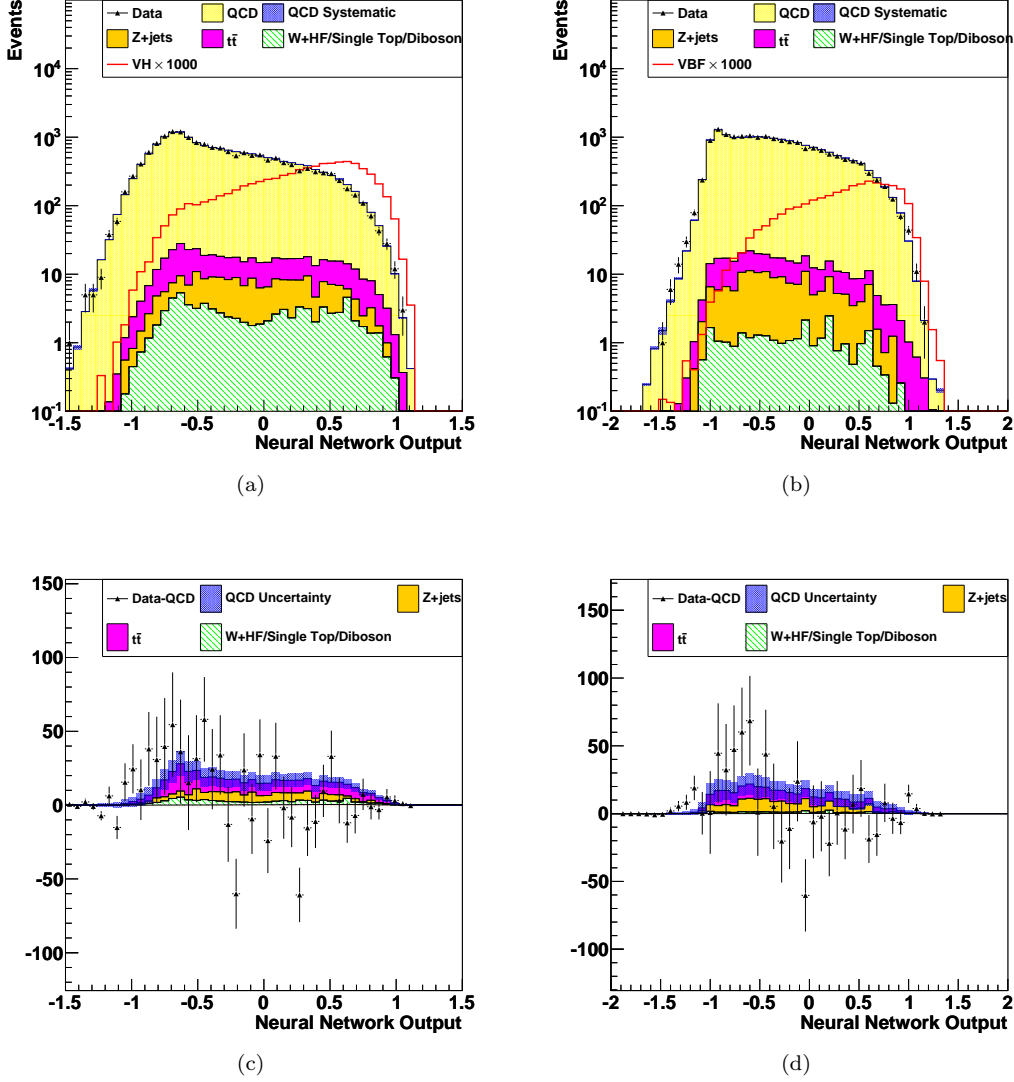 Events
Data QCD QCD Systematic
Z+jets tt̄ W+HF/Single Top/Diboson
VH × 1000
10⁴
10³
10²
10
1
10⁻¹
-1.5 -1 -0.5 0 0.5 1 1.5
Neural Network Output
(a)
Events
Data QCD QCD Systematic
Z+jets tt̄ W+HF/Single Top/Diboson
VBF × 1000
10⁴
10³
10²
10
1
10⁻¹
-2 -1.5 -1 -0.5 0 0.5 1 1.5 2
Neural Network Output
(b)
Data-QCD QCD Uncertainty Z+jets
tt̄ W+HF/Single Top/Diboson
150
100
50
0
-50
-100
-1.5 -1 -0.5 0 0.5 1 1.5
Neural Network Output
(c)
Data-QCD QCD Uncertainty Z+jets
tt̄ W+HF/Single Top/Diboson
150
100
50
0
-50
-100
-2 -1.5 -1 -0.5 0 0.5 1 1.5 2
Neural Network Output
(d)